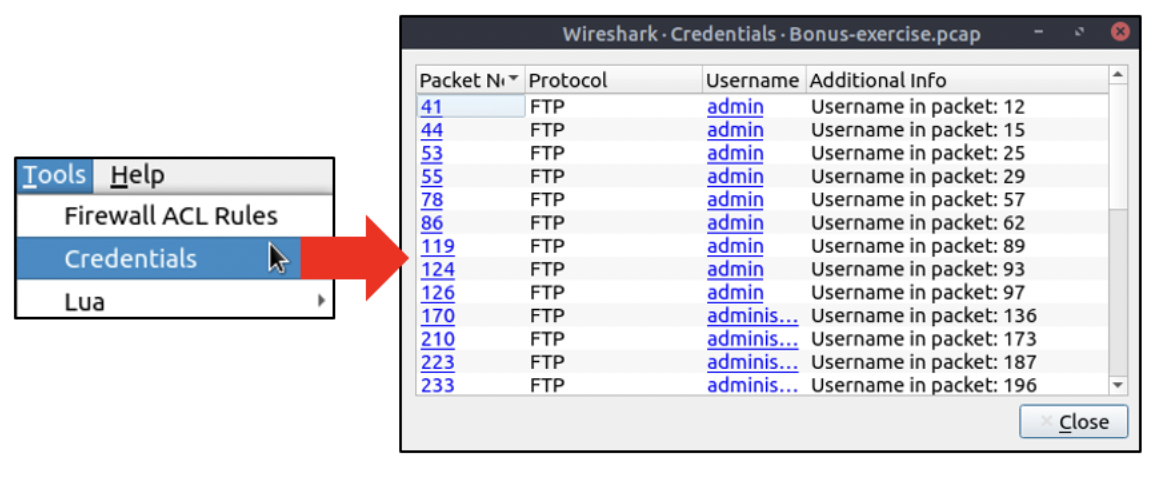 Wireshark · Credentials · Bonus-exercise.pcap
Packet No Protocol Username Additional Info
41 FTP admin Username in packet: 12
44 FTP admin Username in packet: 15
53 FTP admin Username in packet: 25
55 FTP admin Username in packet: 29
78 FTP admin Username in packet: 57
86 FTP admin Username in packet: 62
119 FTP admin Username in packet: 89
124 FTP admin Username in packet: 93
126 FTP admin Username in packet: 97
170 FTP adminis... Username in packet: 136
210 FTP adminis... Username in packet: 173
223 FTP adminis... Username in packet: 187
233 FTP adminis... Username in packet: 196
Close
Tools Help
Firewall ACL Rules
Credentials
Lua